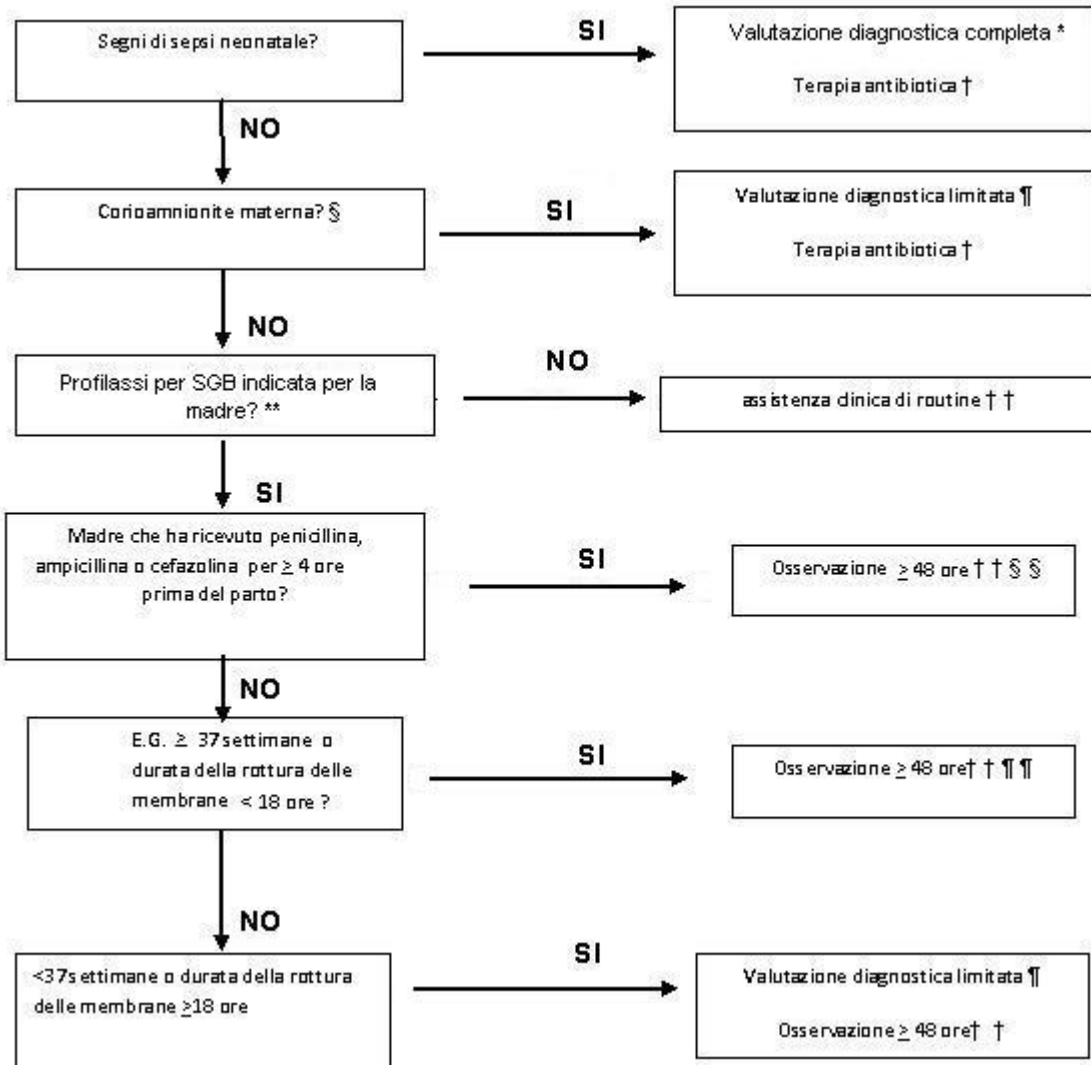 Segni di sepsi neonatale?
SI
Valutazione diagnostica completa *
Terapia antibiotica †
NO
Corioamnionite materna? §
SI
Valutazione diagnostica limitata ¶
Terapia antibiotica †
NO
Profilassi per SGB indicata per la
madre? **
NO
assistenza clinica di routine † †
SI
Madre che ha ricevuto penicillina,
ampicillina o cefazolina per ≥ 4 ore
prima del parto?
SI
Osservazione ≥ 48 ore † † § §
NO
E.G. ≥ 37 settimane o
durata della rottura delle
membrane < 18 ore ?
SI
Osservazione ≥ 48 ore† † ¶ ¶
NO
<37 settimane o durata della rottura
delle membrane ≥18 ore
SI
Valutazione diagnostica limitata ¶
Osservazione ≥ 48 ore† †